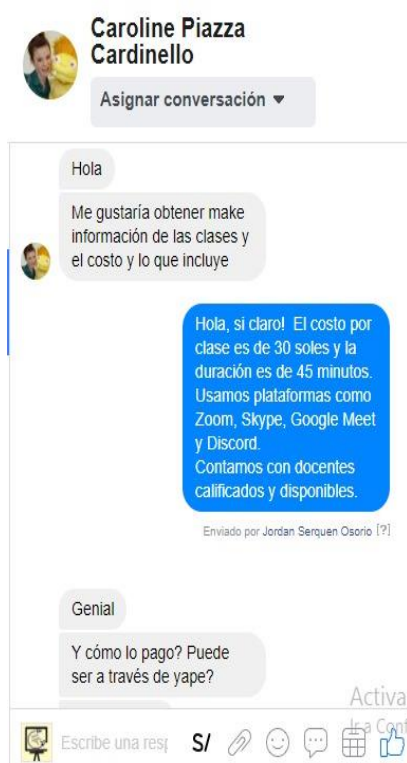 Caroline Piazza
Cardinello
Asignar conversación
Hola
Me gustaría obtener make
información de las clases y
el costo y lo que incluye
Hola, si claro! El costo por
clase es de 30 soles y la
duración es de 45 minutos.
Usamos plataformas como
Zoom, Skype, Google Meet
y Discord.
Contamos con docentes
calificados y disponibles.
Enviado por Jordan Serquen Osorio [?]
Genial
Y cómo lo pago? Puede
ser a través de yape?
Activa
Ir a Conf
Escribe una resp
S/